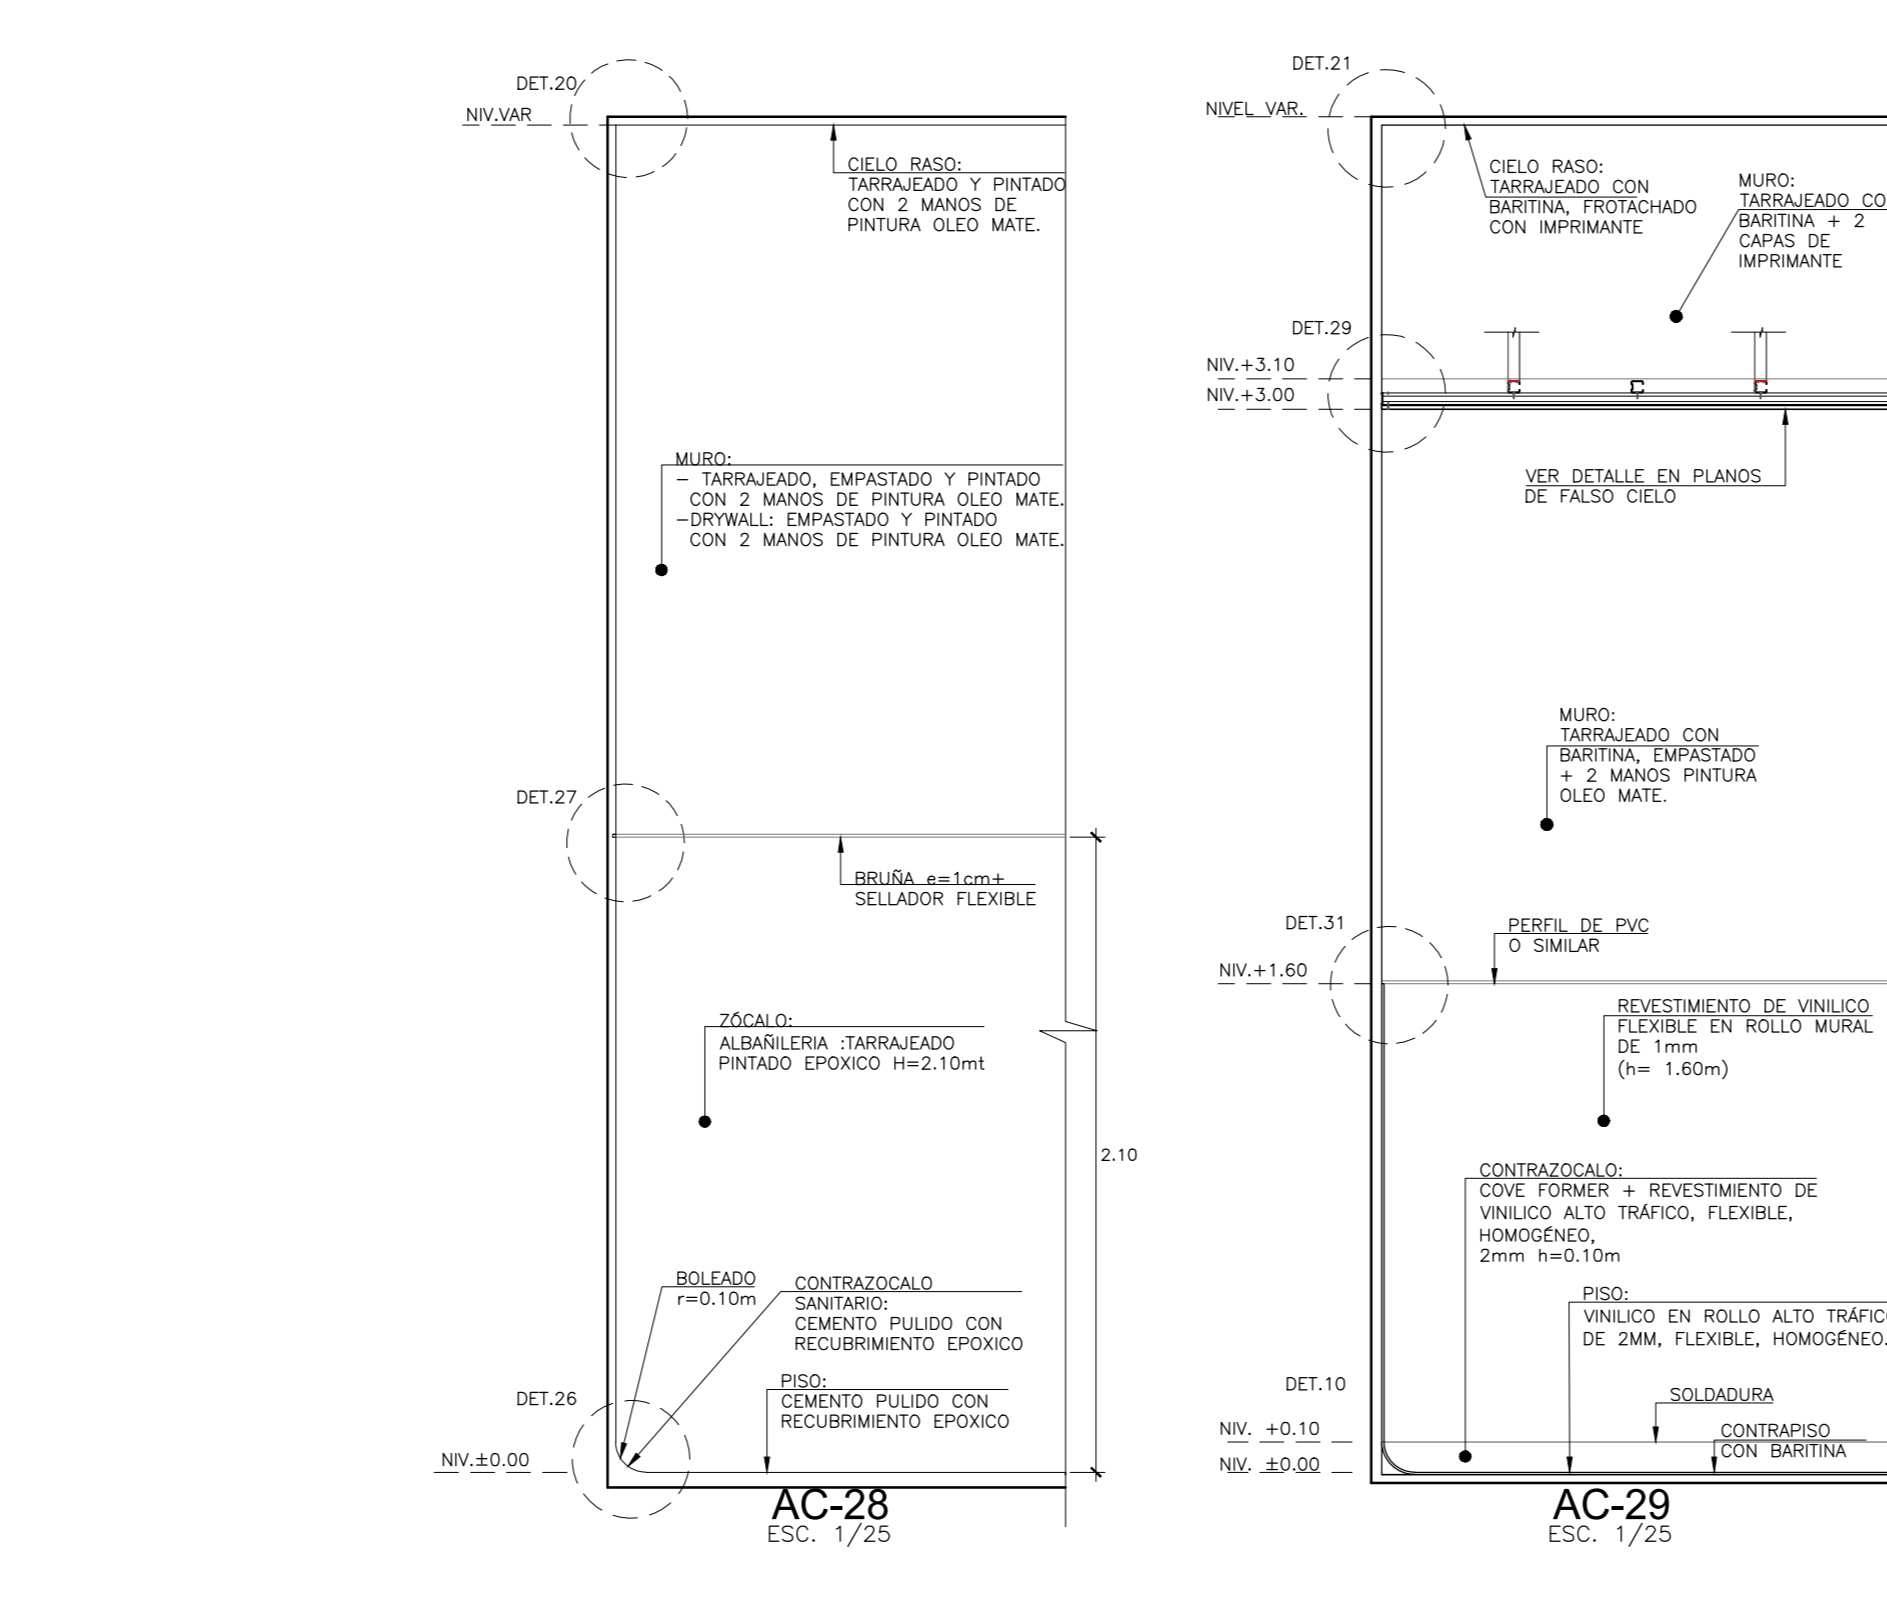 DET.20
NIV.VAR
CIELO RASO:
TARRAJEADO Y PINTADO
CON 2 MANOS DE
PINTURA OLEO MATE.
MURO:
– TARRAJEADO, EMPASTADO Y PINTADO
CON 2 MANOS DE PINTURA OLEO MATE.
–DRYWALL: EMPASTADO Y PINTADO
CON 2 MANOS DE PINTURA OLEO MATE.
DET.27
BRUÑA e=1cm+
SELLADOR FLEXIBLE
ZÓCALO:
ALBAÑILERIA :TARRAJEADO
PINTADO EPOXICO H=2.10mt
2.10
BOLEADO
r=0.10m
CONTRAZOCALO
SANITARIO:
CEMENTO PULIDO CON
RECUBRIMIENTO EPOXICO
PISO:
CEMENTO PULIDO CON
RECUBRIMIENTO EPOXICO
DET.26
NIV.±0.00
AC-28
ESC. 1/25
DET.21
NIVEL VAR.
CIELO RASO:
TARRAJEADO CON
BARITINA, FROTACHADO
CON IMPRIMANTE
MURO:
TARRAJEADO CO
BARITINA + 2
CAPAS DE
IMPRIMANTE
DET.29
NIV.+3.10
NIV.+3.00
VER DETALLE EN PLANOS
DE FALSO CIELO
MURO:
TARRAJEADO CON
BARITINA, EMPASTADO
+ 2 MANOS PINTURA
OLEO MATE.
DET.31
PERFIL DE PVC
O SIMILAR
NIV.+1.60
REVESTIMIENTO DE VINILICO
FLEXIBLE EN ROLLO MURAL
DE 1mm
(h= 1.60m)
CONTRAZOCALO:
COVE FORMER + REVESTIMIENTO DE
VINILICO ALTO TRÁFICO, FLEXIBLE,
HOMOGÉNEO,
2mm h=0.10m
PISO:
VINILICO EN ROLLO ALTO TRÁFICO
DE 2MM, FLEXIBLE, HOMOGÉNEO.
DET.10
SOLDADURA
NIV. +0.10
CONTRAPISO
CON BARITINA
NIV. ±0.00
AC-29
ESC. 1/25